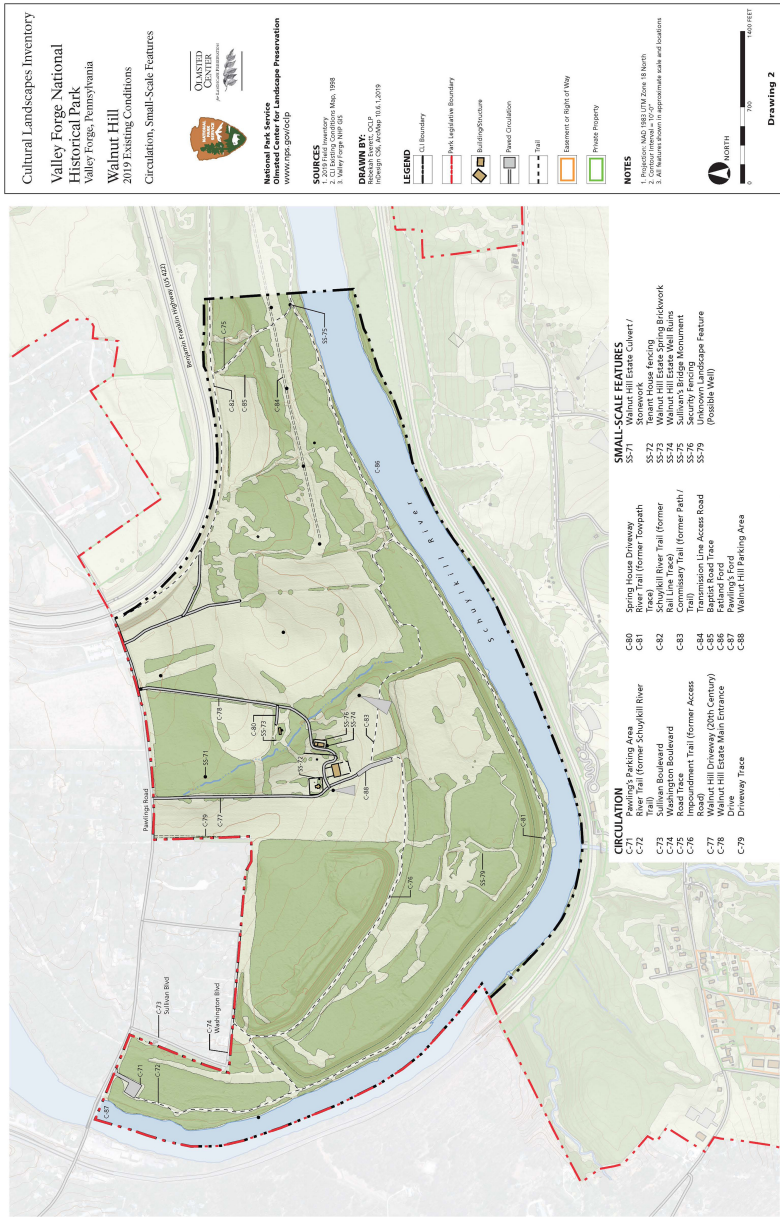 Cultural Landscapes Inventory
Valley Forge National
Historical Park
Valley Forge, Pennsylvania
Walnut Hill
2019 Existing Conditions
Circulation, Small-Scale Features
OLMSTED
CENTER
for LANDSCAPE PRESERVATION
National Park Service
Olmsted Center for Landscape Preservation
www.nps.gov/oclp
SOURCES
1. 2019 Field Inventory
2. CLI Existing Conditions Map, 1998
3. Valley Forge NHP GIS
DRAWN BY:
Rebekah Everett, OCLP
InDesign CS6, ArcMap 10.6.1, 2019
LEGEND
CLI Boundary
Park Legislative Boundary
Building/Structure
Paved Circulation
Trail
Easement or Right of Way
Private Property
NOTES
1. Projection: NAD 1983 UTM Zone 18 North
2. Contour interval = 10'-0"
3. All features shown in approximate scale and locations
NORTH
0
700
1400 FEET
Drawing 2
Benjamin Franklin Highway (US 422)
Pawlings Road
Schuylkill River
C-87
C-71
C-72
C-73
Sullivan Blvd
C-74
Washington Blvd
C-79
C-77
SS-71
C-78
C-80
SS-73
SS-72
SS-76
SS-74
C-83
C-88
C-76
SS-79
C-81
C-82
C-85
C-75
C-84
SS-75
C-86
CIRCULATION
C-71 Pawling's Parking Area
C-72 River Trail (former Schuylkill River
Trail)
C-73 Sullivan Boulevard
C-74 Washington Boulevard
C-75 Road Trace
C-76 Impoundment Trail (former Access
Road)
C-77 Walnut Hill Driveway (20th Century)
C-78 Walnut Hill Estate Main Entrance
Drive
C-79 Driveway Trace
C-80 Spring House Driveway
C-81 River Trail (former Towpath
Trace)
C-82 Schuylkill River Trail (former
Rail Line Trace)
C-83 Commissary Trail (former Path /
Trail)
C-84 Transmission Line Access Road
C-85 Baptist Road Trace
C-86 Fatland Ford
C-87 Pawling's Ford
C-88 Walnut Hill Parking Area
SMALL-SCALE FEATURES
SS-71 Walnut Hill Estate Culvert /
Stonework
SS-72 Tenant House fencing
SS-73 Walnut Hill Estate Spring Brickwork
SS-74 Walnut Hill Estate Well Ruins
SS-75 Sullivan's Bridge Monument
SS-76 Security Fencing
SS-79 Unknown Landscape Feature
(Possible Well)